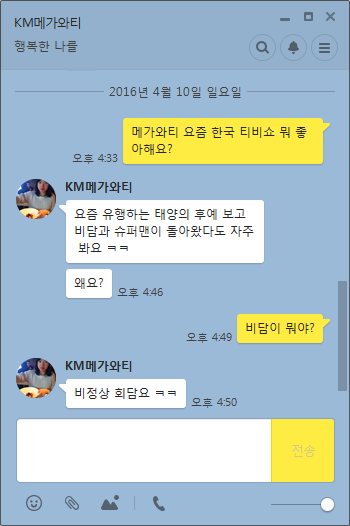 KM메가와티
행복한 나를
2016년 4월 10일 일요일
메가와티 요즘 한국 티비쇼 뭐 좋
아해요?
오후 4:33
KM메가와티
요즘 유행하는 태양의 후예 보고
비담과 슈퍼맨이 돌아왔다도 자주
봐요 ㅋㅋ
왜요?
오후 4:46
비담이 뭐야?
오후 4:49
KM메가와티
비정상 회담요 ㅋㅋ
오후 4:50
전송